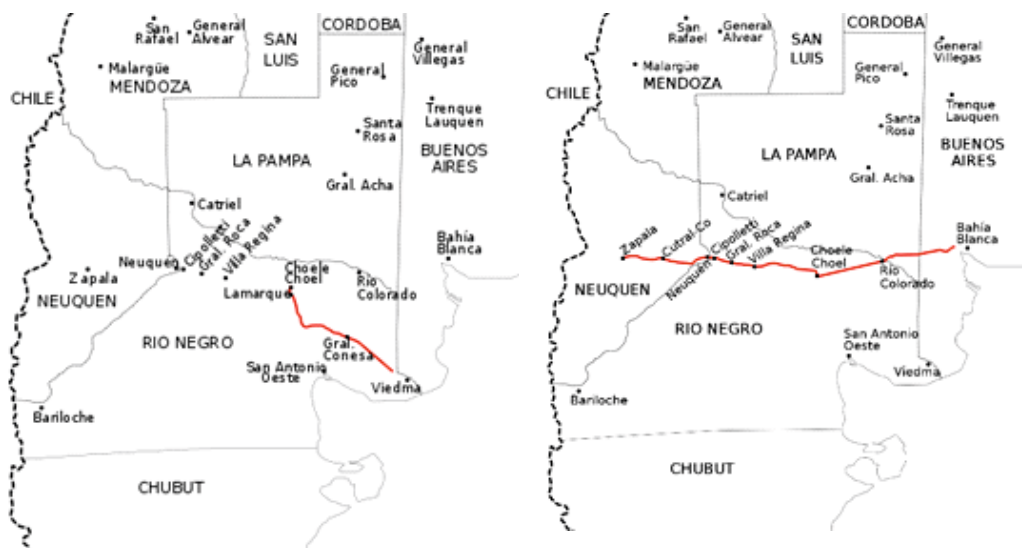 CORDOBA
San
Rafael
General
Alvear
SAN
LUIS
General
Villegas
Malargüe
MENDOZA
General
Pico
CHILE
Trenque
Lauquen
Santa
Rosa
LA PAMPA
BUENOS
AIRES
Gral. Acha
Catriel
Cipolletti
Gral. Roca
Villa Regina
Neuquen
Zapala
Bahía
Blanca
Choele
Choel
Lamarque
Río
Colorado
NEUQUEN
RIO NEGRO
Gral.
Conesa
San Antonio
Oeste
Viedma
Bariloche
CHUBUT
CORDOBA
San
Rafael
General
Alvear
SAN
LUIS
General
Villegas
Malargüe
MENDOZA
General
Pico
CHILE
Trenque
Lauquen
Santa
Rosa
LA PAMPA
BUENOS
AIRES
Gral. Acha
Catriel
Zapala
Cutral-Co
Neuquén
Cipolletti
Gral. Roca
Villa Regina
Choele
Choel
Bahía
Blanca
Río
Colorado
NEUQUEN
RIO NEGRO
San Antonio
Oeste
Viedma
Bariloche
CHUBUT